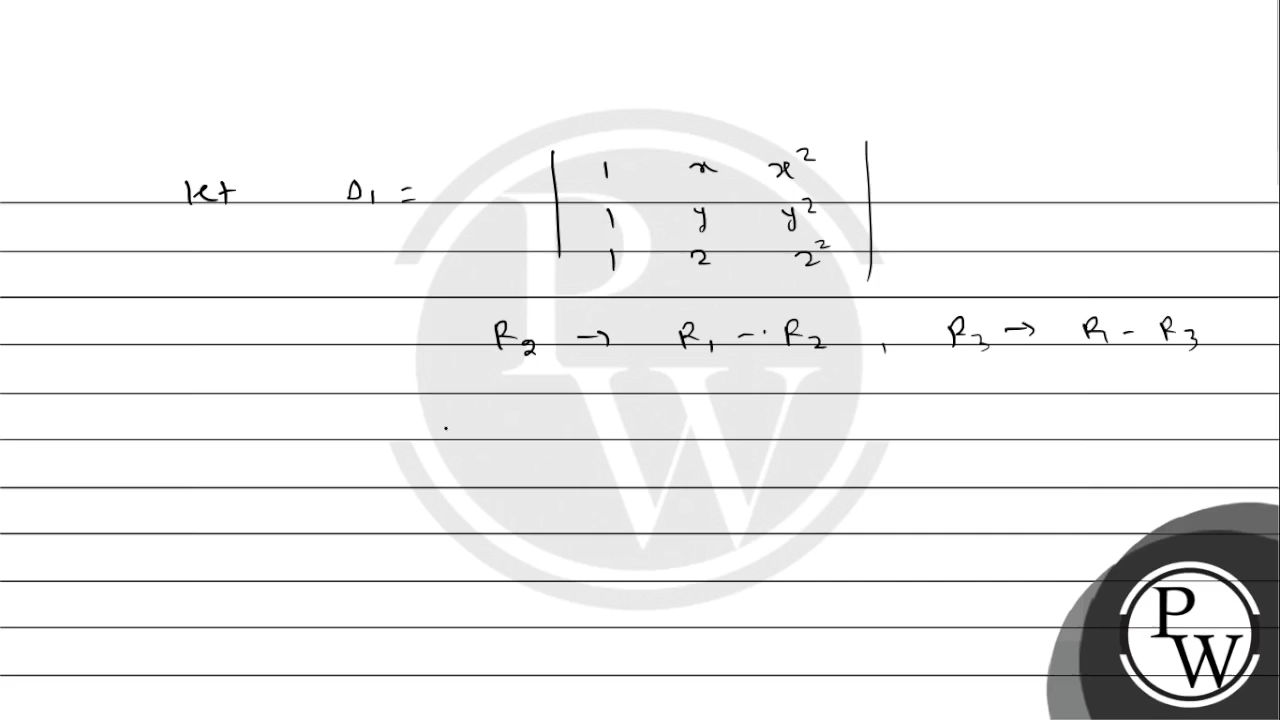 let Δ₁ = | 1 x x² |
| 1 y y² |
| 1 z z² |
R₂ → R₁ - R₂ , R₃ → R₁ - R₃
P
W
P
W